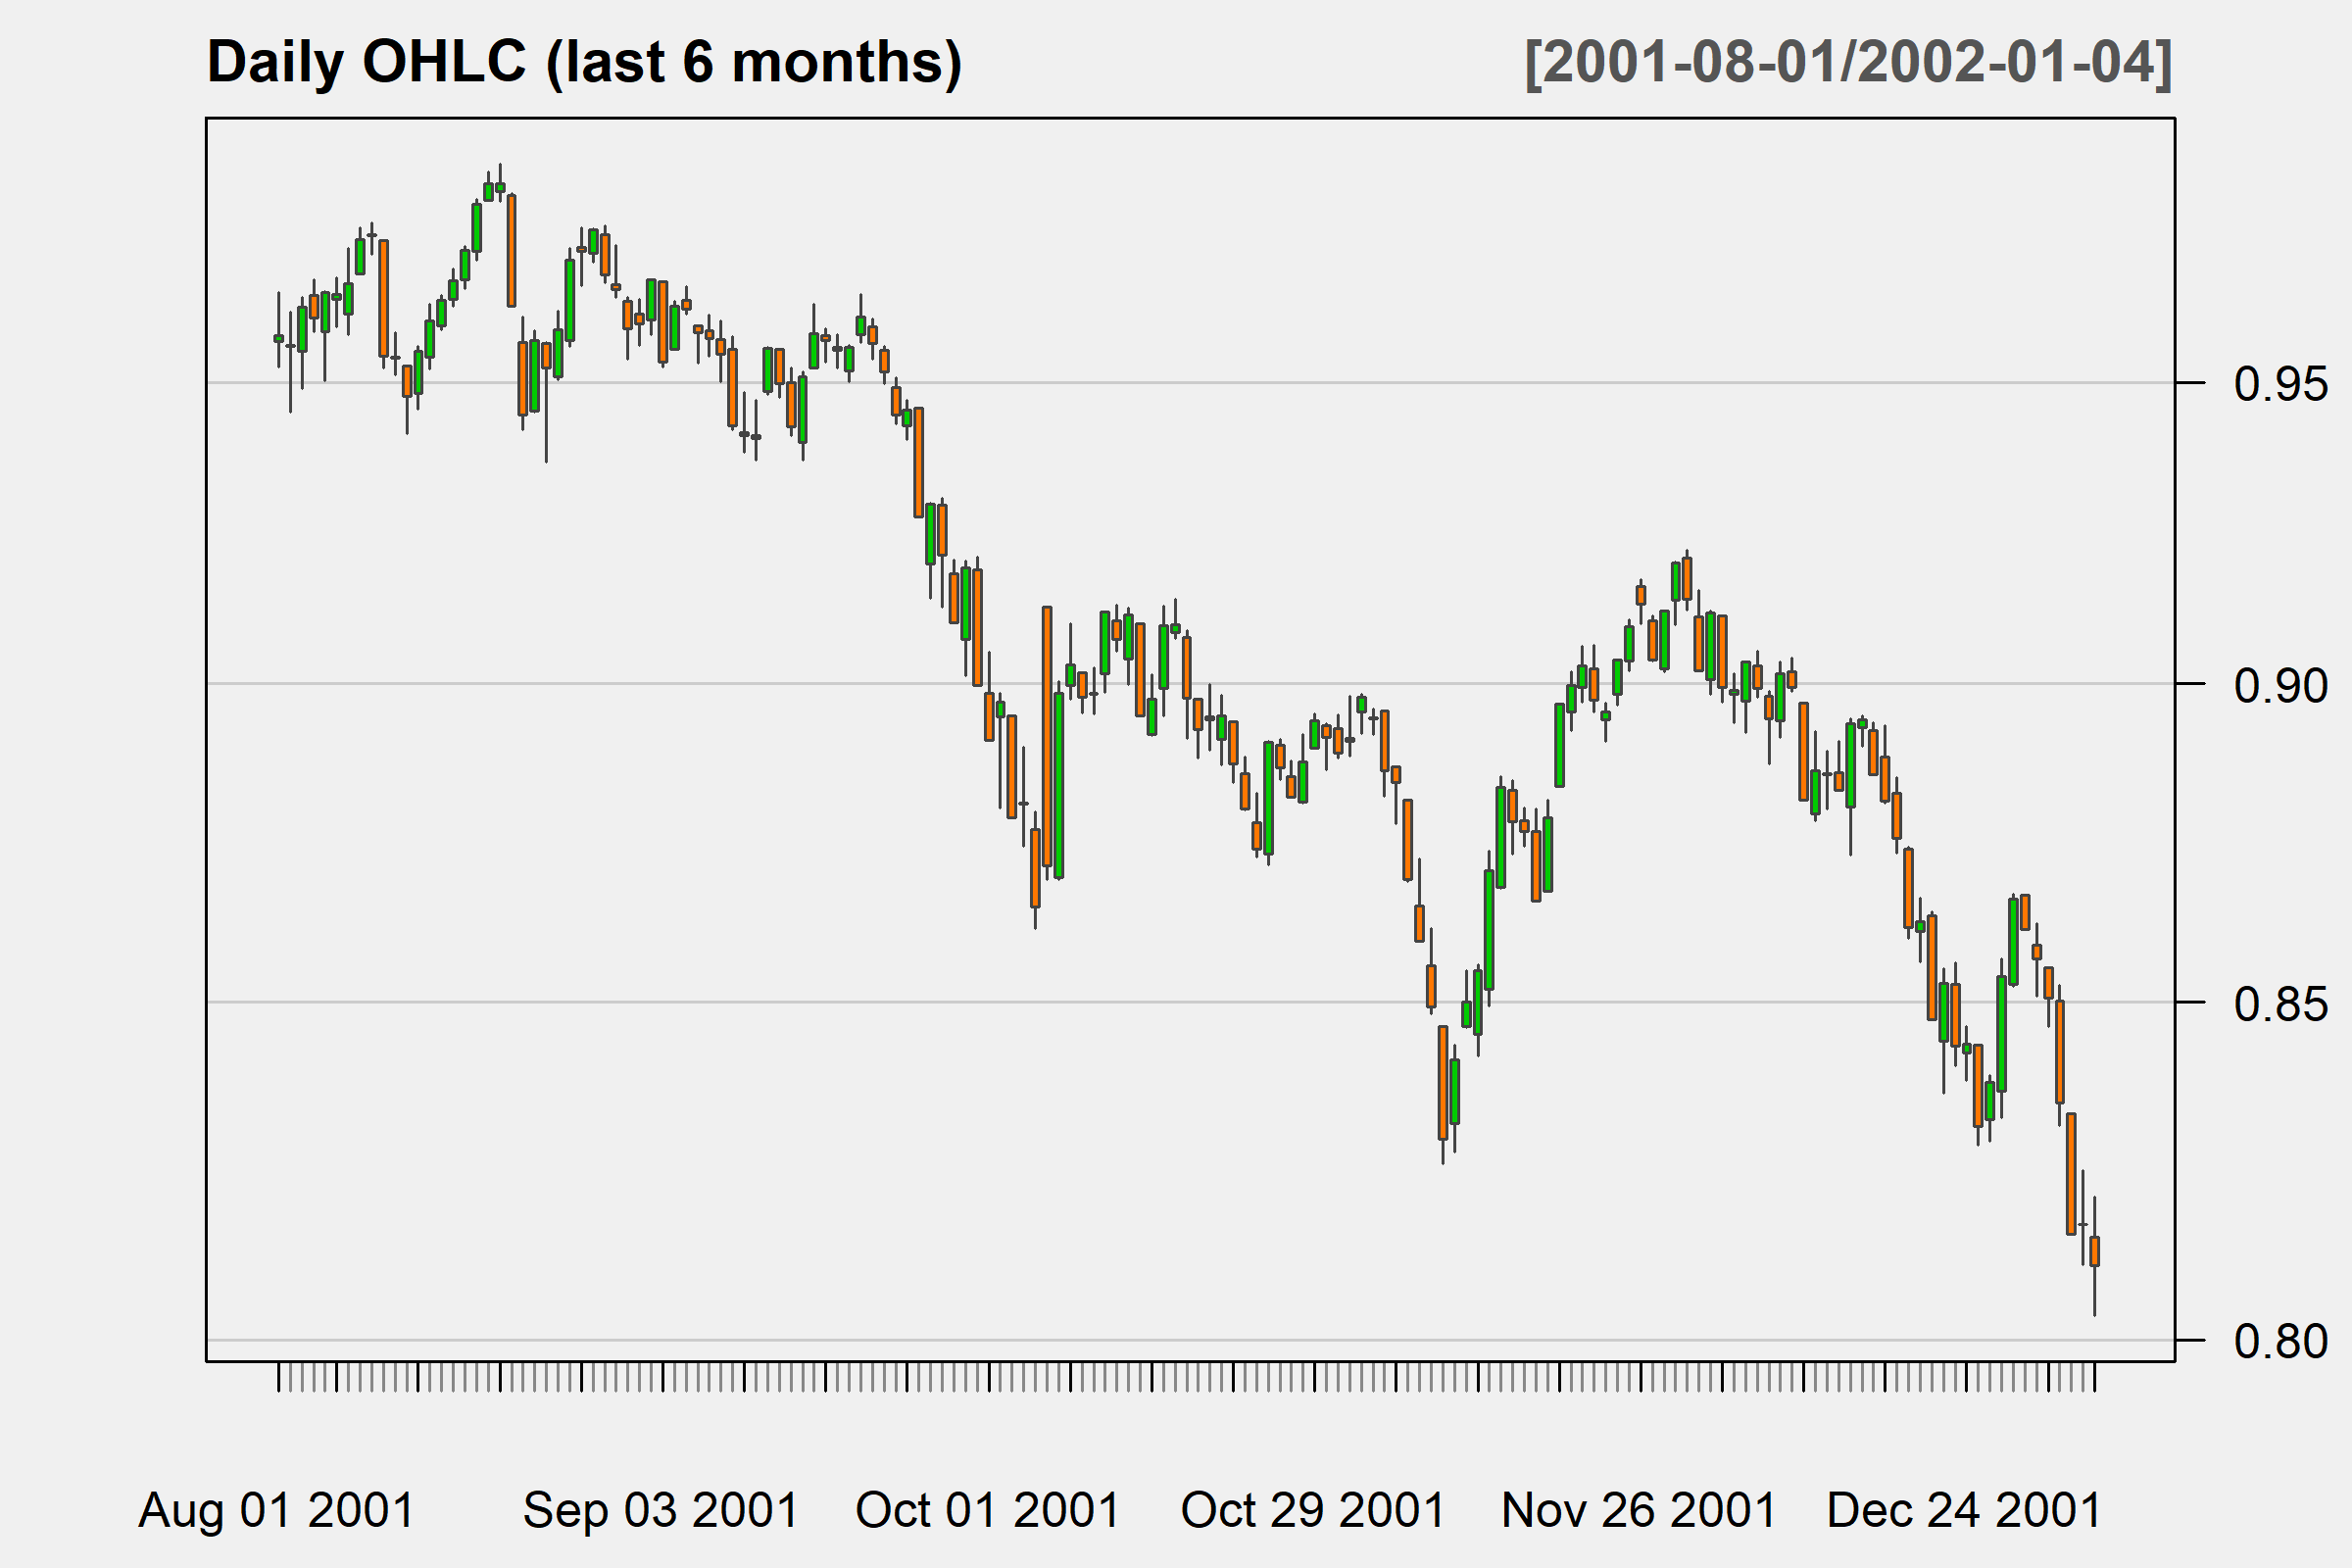 Daily OHLC (last 6 months)
[2001-08-01/2002-01-04]
0.95
0.90
0.85
0.80
Aug 01 2001
Sep 03 2001
Oct 01 2001
Oct 29 2001
Nov 26 2001
Dec 24 2001